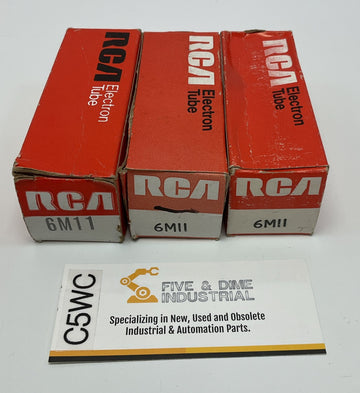 RCA
Electron
Tube
RCA
6M11
RCA
Electron
Tube
RCA
6M11
RCA
Electron
Tube
RCA
6M11
C5WC
FIVE & DIME
INDUSTRIAL
Specializing in New, Used and Obsolete
Industrial & Automation Parts.